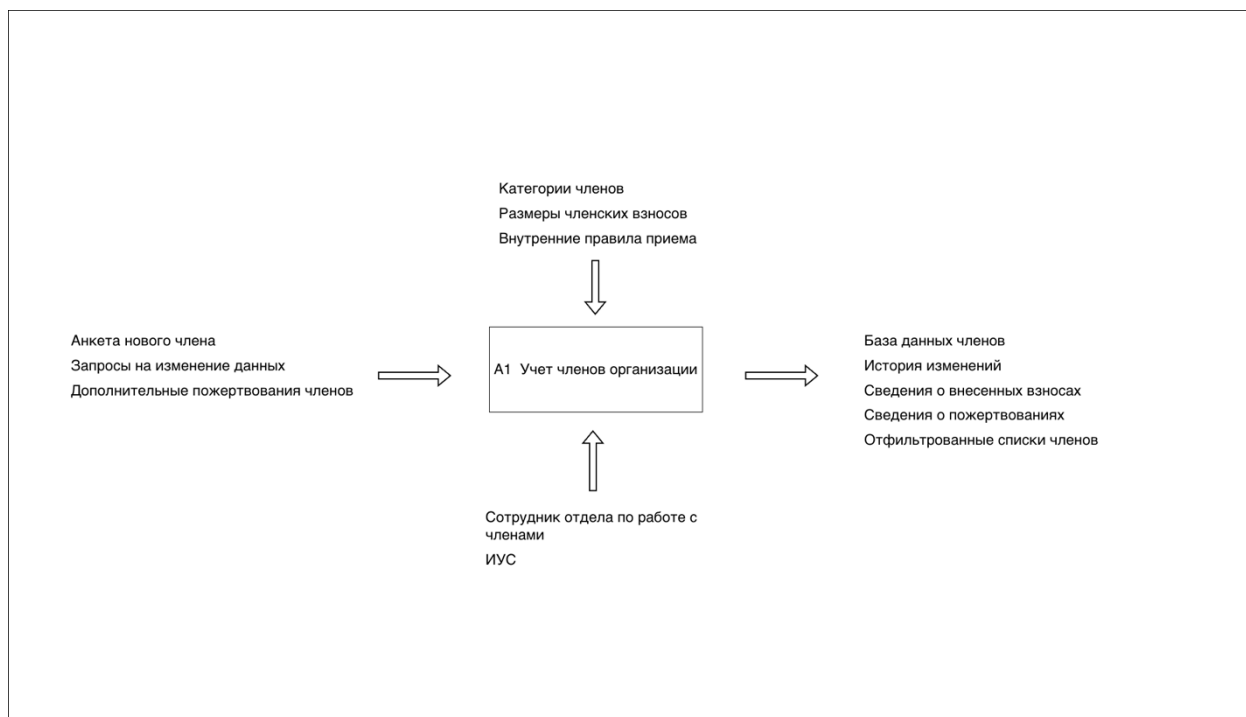 Категории членов
Размеры членских взносов
Внутренние правила приема
Анкета нового члена
Запросы на изменение данных
Дополнительные пожертвования членов
А1 Учет членов организации
База данных членов
История изменений
Сведения о внесенных взносах
Сведения о пожертвованиях
Отфильтрованные списки членов
Сотрудник отдела по работе с
членами
ИУС